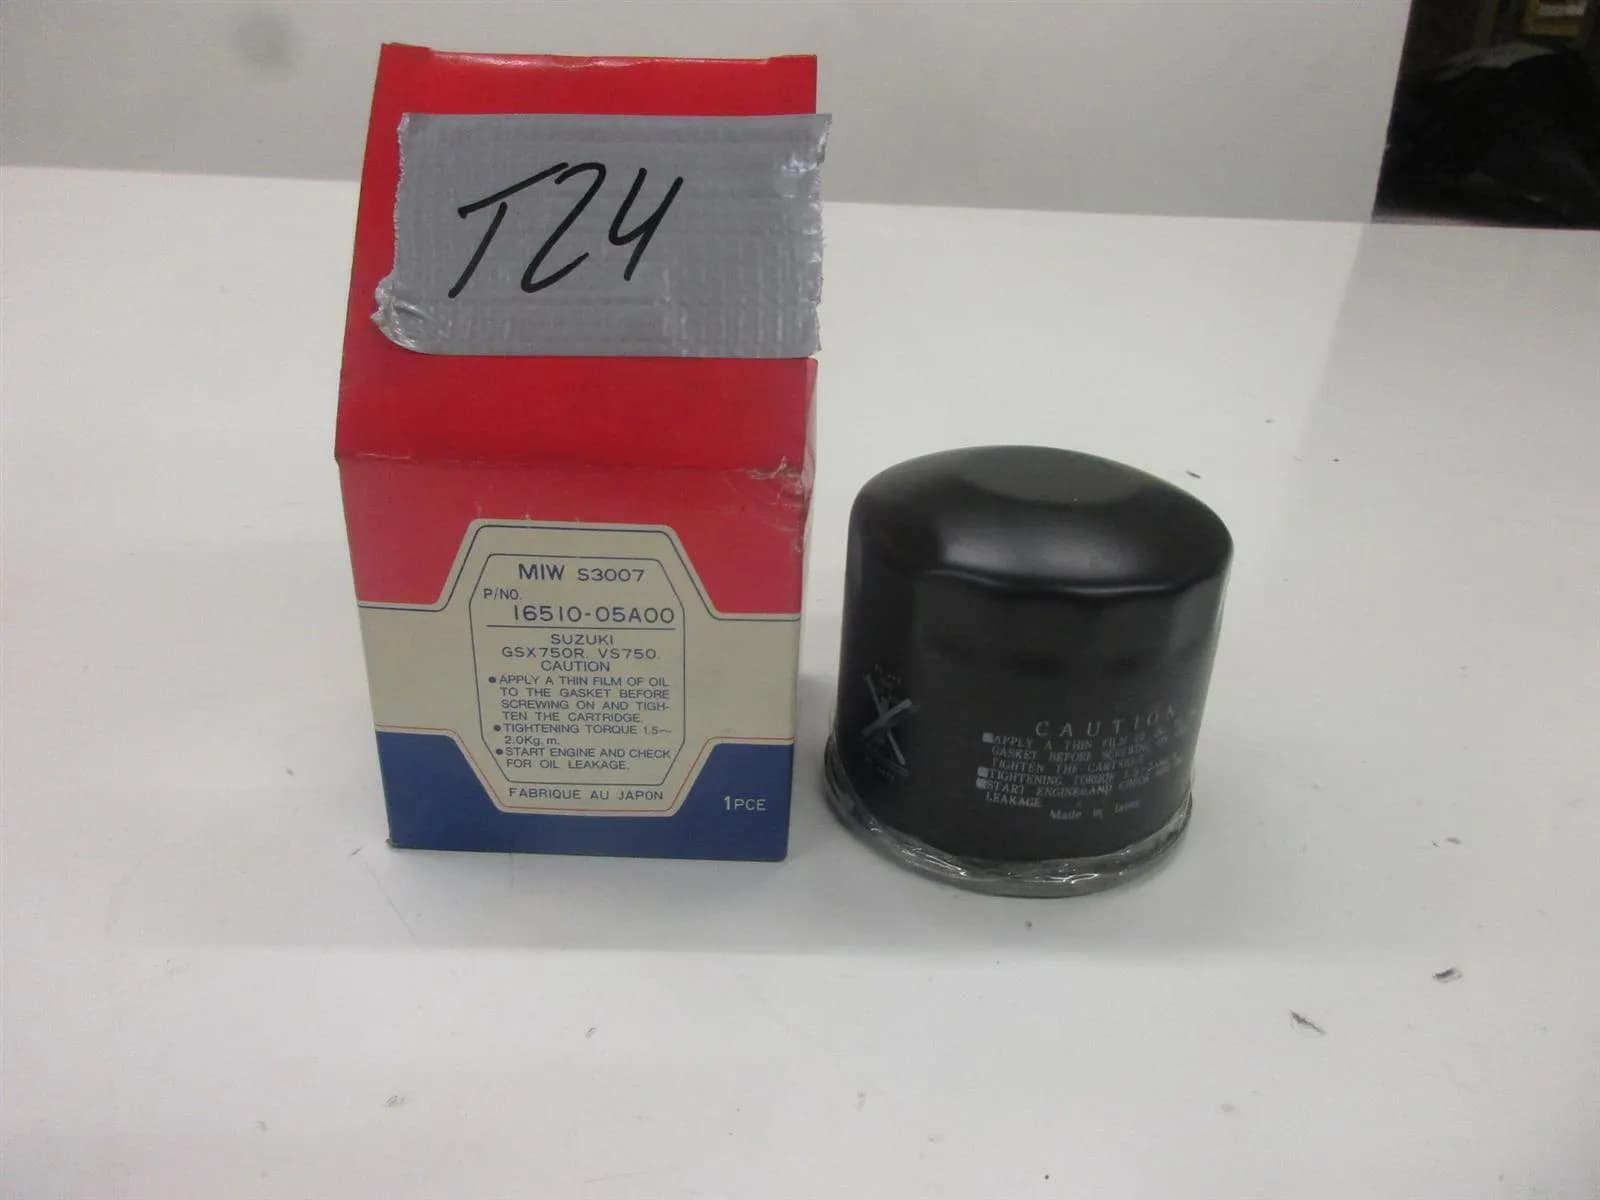 T24
MIW S3007
P/NO.
16510-05A00
SUZUKI
GSX750R. VS750.
CAUTION
•APPLY A THIN FILM OF OIL
TO THE GASKET BEFORE
SCREWING ON AND TIGH-
TEN THE CARTRIDGE.
•TIGHTENING TORQUE 1.5~
2.0Kg. m.
•START ENGINE AND CHECK
FOR OIL LEAKAGE.
FABRIQUE AU JAPON
1PCE
CAUTION
APPLY A THIN FILM
GASKET BEFORE SCREWING
TIGHTEN THE
TIGHTENING TORQUE
START ENGINE AND CHECK
LEAKAGE
Made in